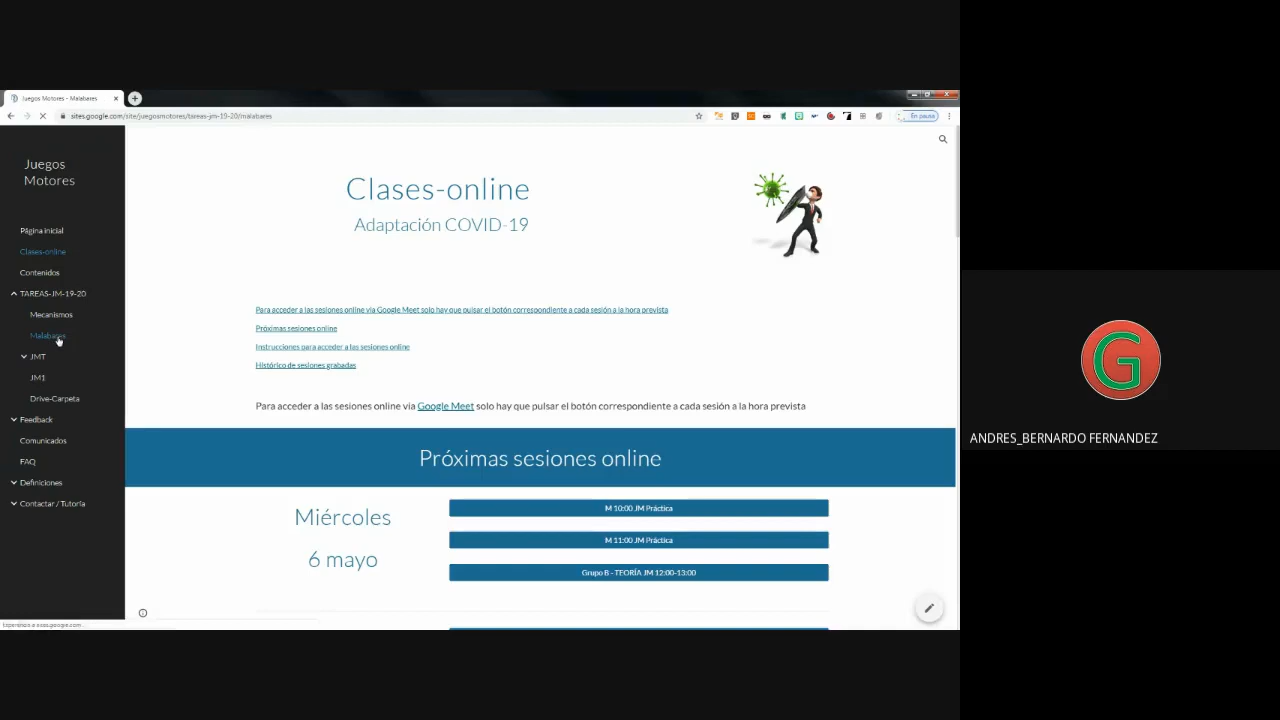 Juegos Motores - Malabares
sites.google.com/site/juegosmotores/tareas-jm-19-20/malabares
En pausa
Juegos
Motores
Página inicial
Clases-online
Contenidos
TAREAS-JM-19-20
Mecanismos
Malabares
JMT
JM1
Drive-Carpeta
Feedback
Comunicados
FAQ
Definiciones
Contactar / Tutoría
Clases-online
Adaptación COVID-19
Para acceder a las sesiones online vía Google Meet solo hay que pulsar el botón correspondiente a cada sesión a la hora prevista
Próximas sesiones online
Instrucciones para acceder a las sesiones online
Histórico de sesiones grabadas
Para acceder a las sesiones online vía Google Meet solo hay que pulsar el botón correspondiente a cada sesión a la hora prevista
Próximas sesiones online
Miércoles
6 mayo
M 10:00 JM Práctica
M 11:00 JM Práctica
Grupo B - TEORÍA JM 12:00-13:00
G
ANDRES_BERNARDO FERNANDEZ